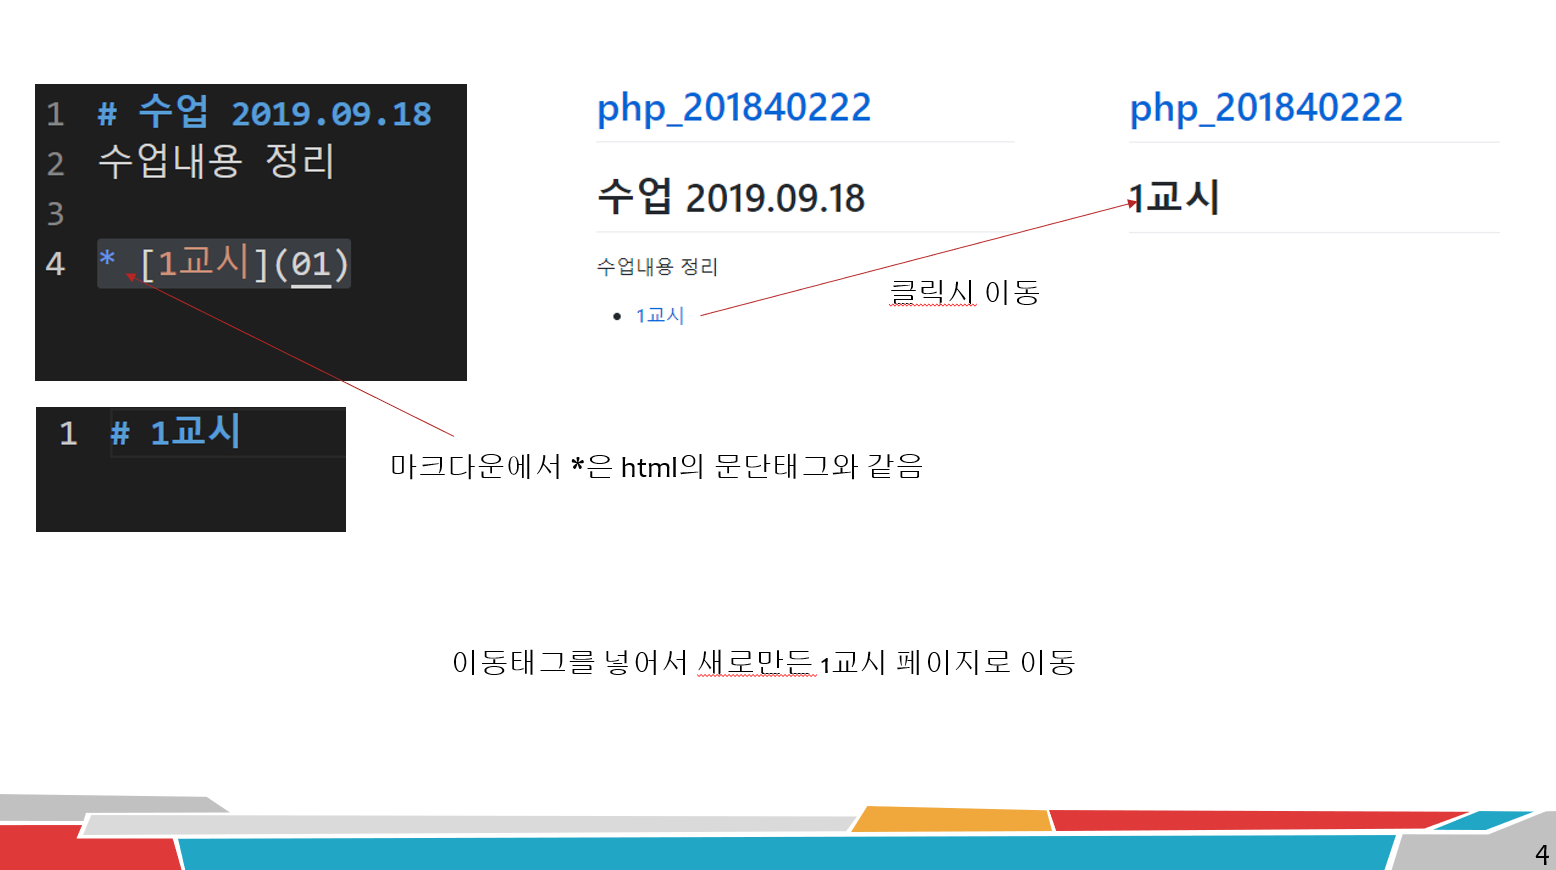 1 # 수업 2019.09.18
2 수업내용 정리
3
4 * [1교시](01)
php_201840222
수업 2019.09.18
수업내용 정리
• 1교시
php_201840222
1교시
클릭시 이동
1 # 1교시
마크다운에서 *은 html의 문단태그와 같음
이동태그를 넣어서 새로만든 1교시 페이지로 이동
4